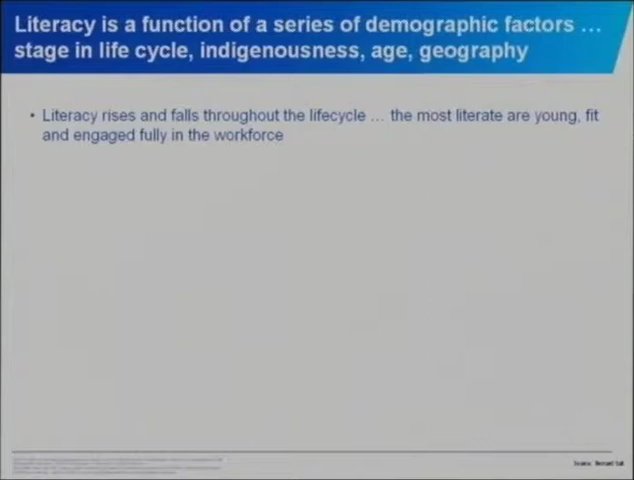 Literacy is a function of a series of demographic factors …
stage in life cycle, indigenousness, age, geography
• Literacy rises and falls throughout the lifecycle … the most literate are young, fit
and engaged fully in the workforce